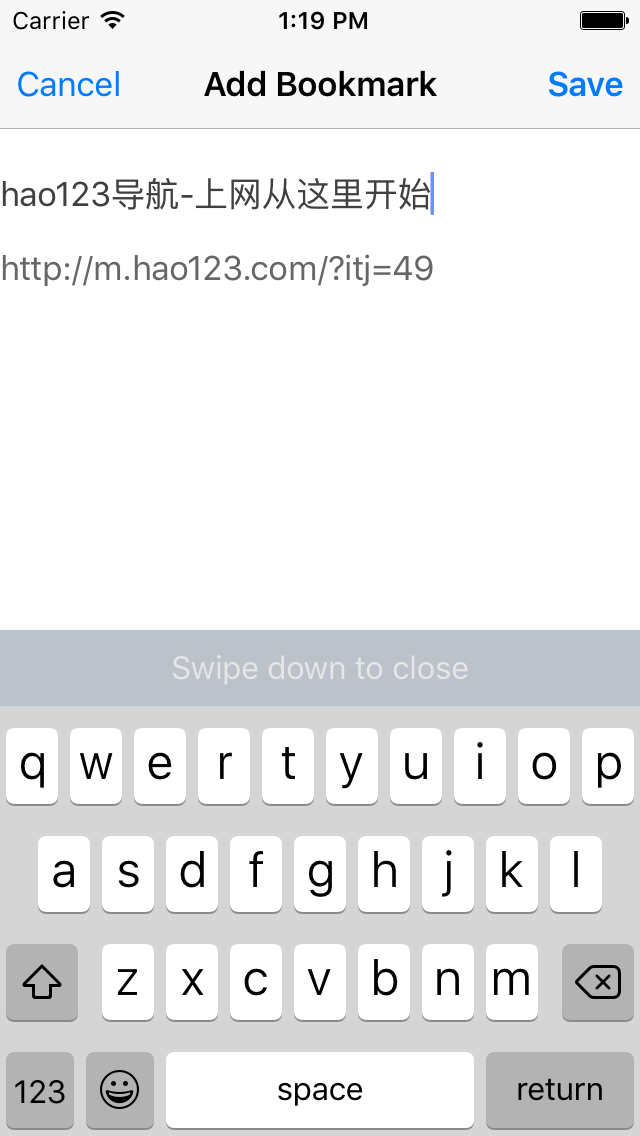 Carrier 1:19 PM
Cancel Add Bookmark Save
hao123导航-上网从这里开始
http://m.hao123.com/?itj=49
Swipe down to close
q w e r t y u i o p
a s d f g h j k l
z x c v b n m
123 space return